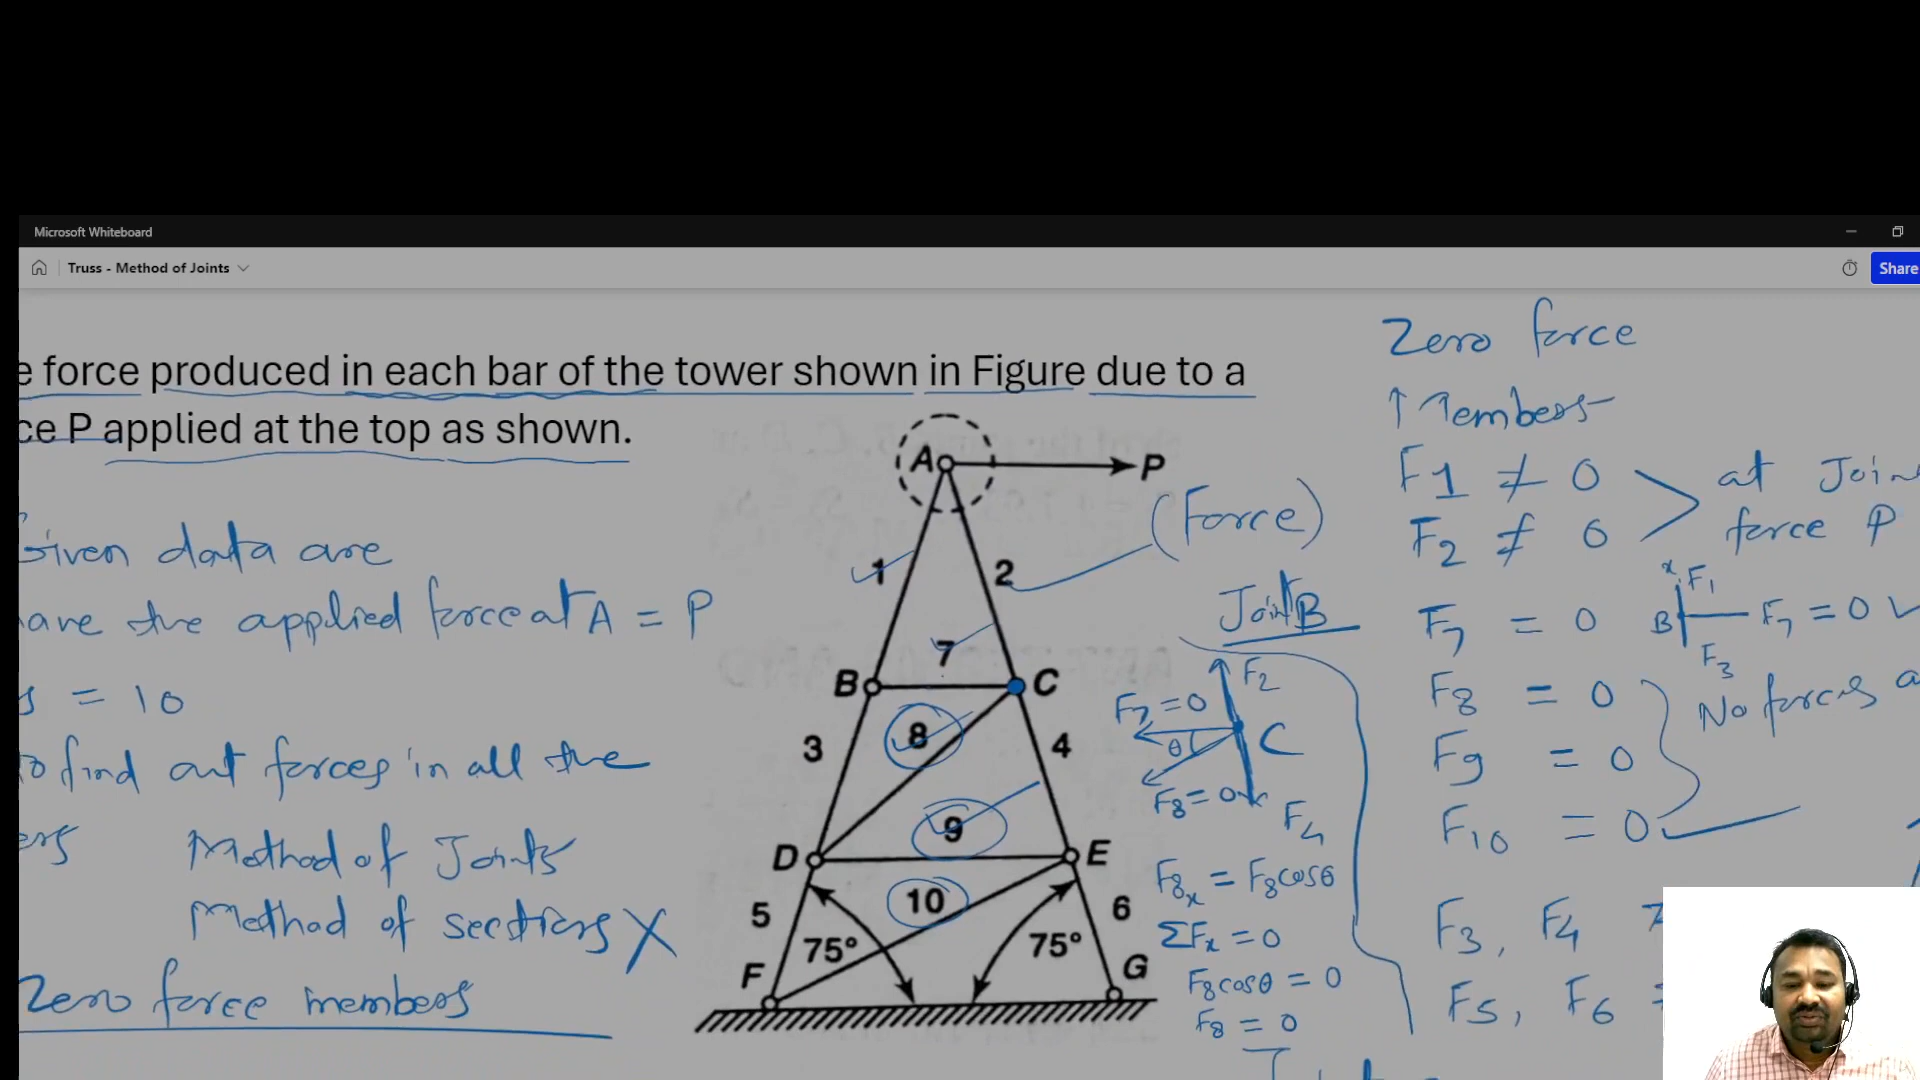 Microsoft Whiteboard
Truss - Method of Joints
Share
e force produced in each bar of the tower shown in Figure due to a
ce P applied at the top as shown.
Given data are
have the applied force at A = P
s = 10
to find out forces in all the
ers Method of Joints
Method of sections X
Zero force members
A
P
1
2
(Force)
7
B
C
8
3
4
9
D
E
10
5
6
75°
75°
F
G
Joint B
F2
F7 = 0
C
θ
F8 = 0
F4
F8x = F8cosθ
ΣFx = 0
F8cosθ = 0
F8 = 0
Zero force
Members
F1 ≠ 0
at Join
F2 ≠ 0
force P
F7 = 0
x
F1
B
F7 = 0
F3
F8 = 0
No forces a
F9 = 0
F10 = 0
F3, F4
F5, F6